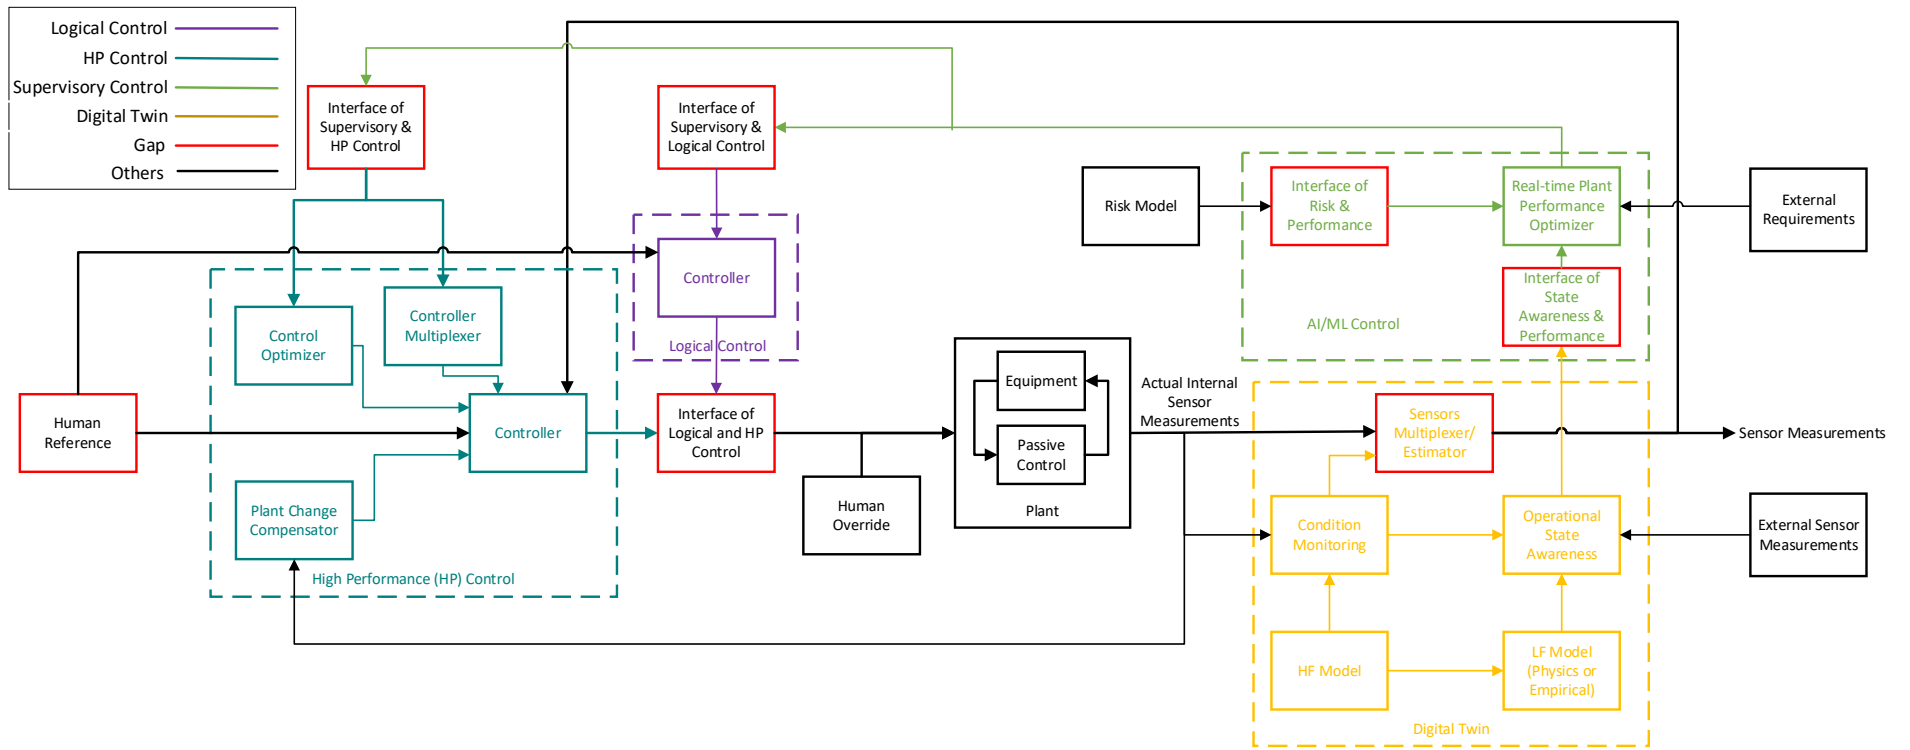 Logical Control
HP Control
Supervisory Control
Digital Twin
Gap
Others
Interface of
Supervisory &
HP Control
Interface of
Supervisory &
Logical Control
Risk Model
Interface of
Risk &
Performance
Real-time Plant
Performance
Optimizer
External
Requirements
Controller
Logical Control
Interface of
State
Awareness &
Performance
AI/ML Control
Control
Optimizer
Controller
Multiplexer
Human
Reference
Controller
Interface of
Logical and HP
Control
Equipment
Passive
Control
Plant
Actual Internal
Sensor
Measurements
Sensors
Multiplexer/
Estimator
Sensor Measurements
Plant Change
Compensator
High Performance (HP) Control
Human
Override
Condition
Monitoring
Operational
State
Awareness
External Sensor
Measurements
HF Model
LF Model
(Physics or
Empirical)
Digital Twin